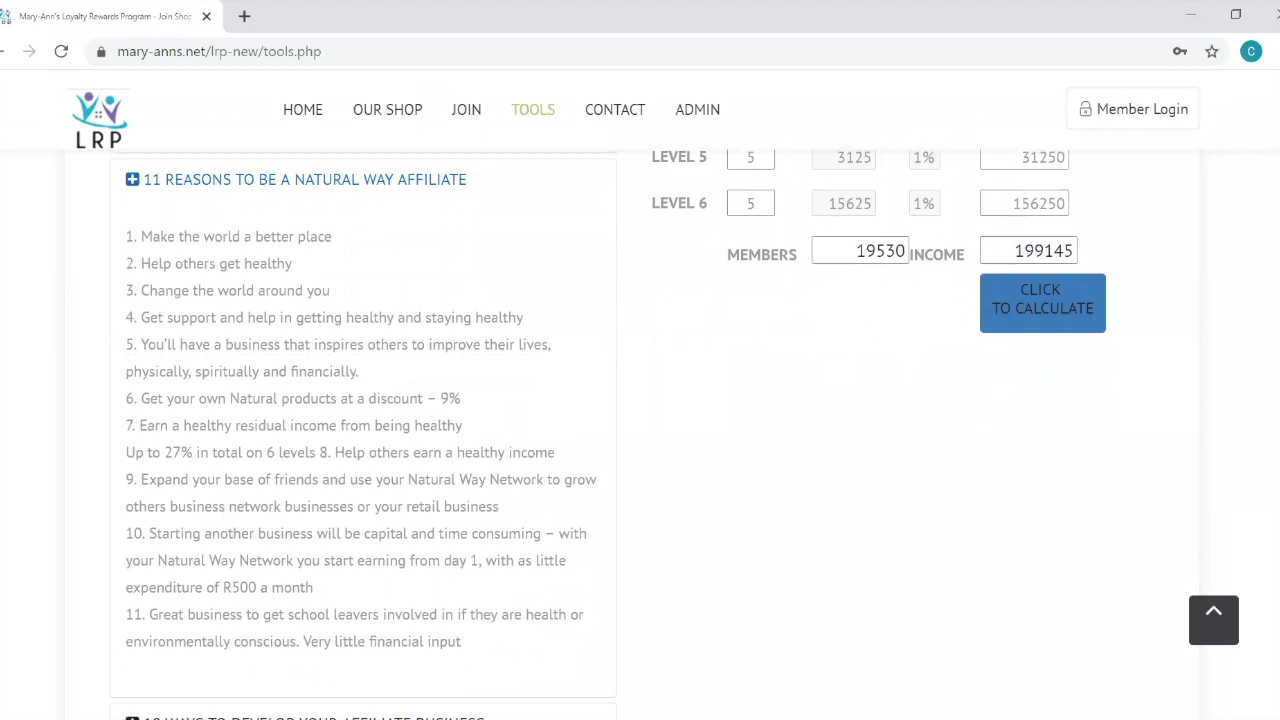 Mary-Ann's Loyalty Rewards Program - Join Shop
mary-anns.net/lrp-new/tools.php
C
LRP
HOME OUR SHOP JOIN TOOLS CONTACT ADMIN
Member Login
LEVEL 5 5 3125 1% 31250
11 REASONS TO BE A NATURAL WAY AFFILIATE
LEVEL 6 5 15625 1% 156250
MEMBERS 19530 INCOME 199145
CLICK
TO CALCULATE
1. Make the world a better place
2. Help others get healthy
3. Change the world around you
4. Get support and help in getting healthy and staying healthy
5. You’ll have a business that inspires others to improve their lives,
physically, spiritually and financially.
6. Get your own Natural products at a discount – 9%
7. Earn a healthy residual income from being healthy
Up to 27% in total on 6 levels 8. Help others earn a healthy income
9. Expand your base of friends and use your Natural Way Network to grow
others business network businesses or your retail business
10. Starting another business will be capital and time consuming – with
your Natural Way Network you start earning from day 1, with as little
expenditure of R500 a month
11. Great business to get school leavers involved in if they are health or
environmentally conscious. Very little financial input
10 WAYS TO DEVELOP YOUR AFFILIATE BUSINESS